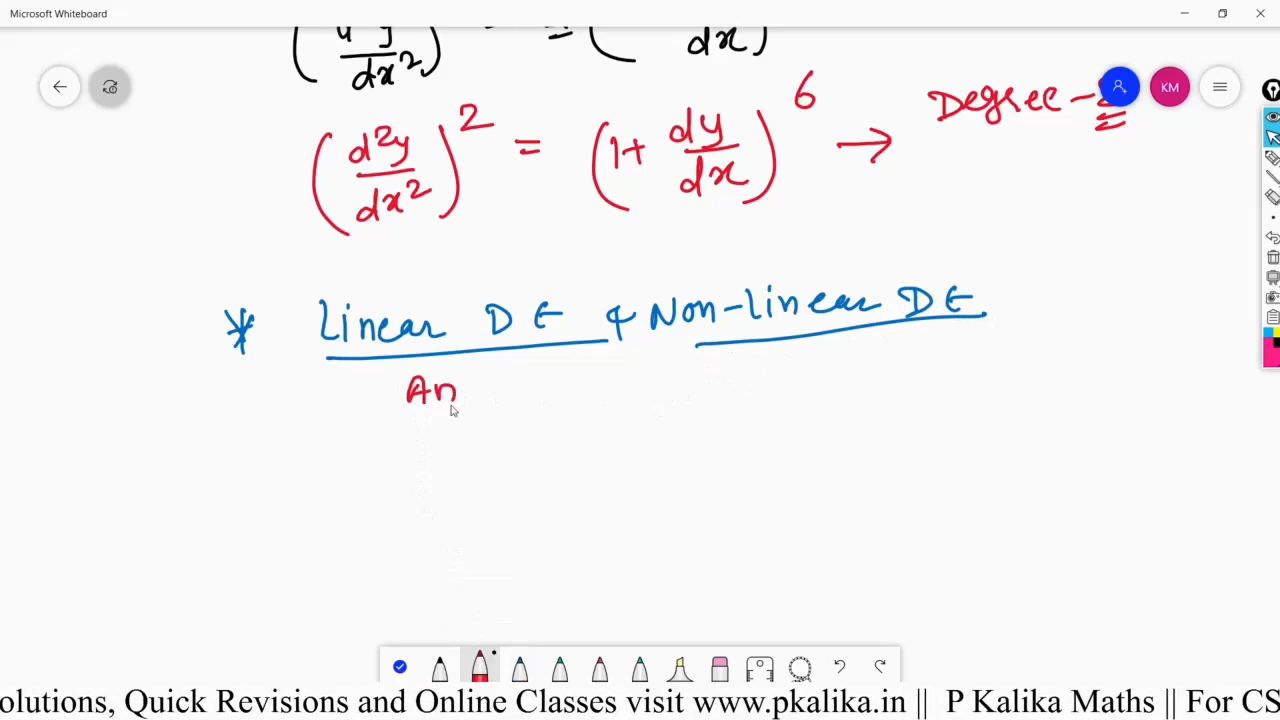 Microsoft Whiteboard
dx² dx
(d²y/dx²)² = (1+ dy/dx)⁶ → Degree -
KM
* Linear DE & Non-linear DE
An
olutions, Quick Revisions and Online Classes visit www.pkalika.in || P Kalika Maths || For CS